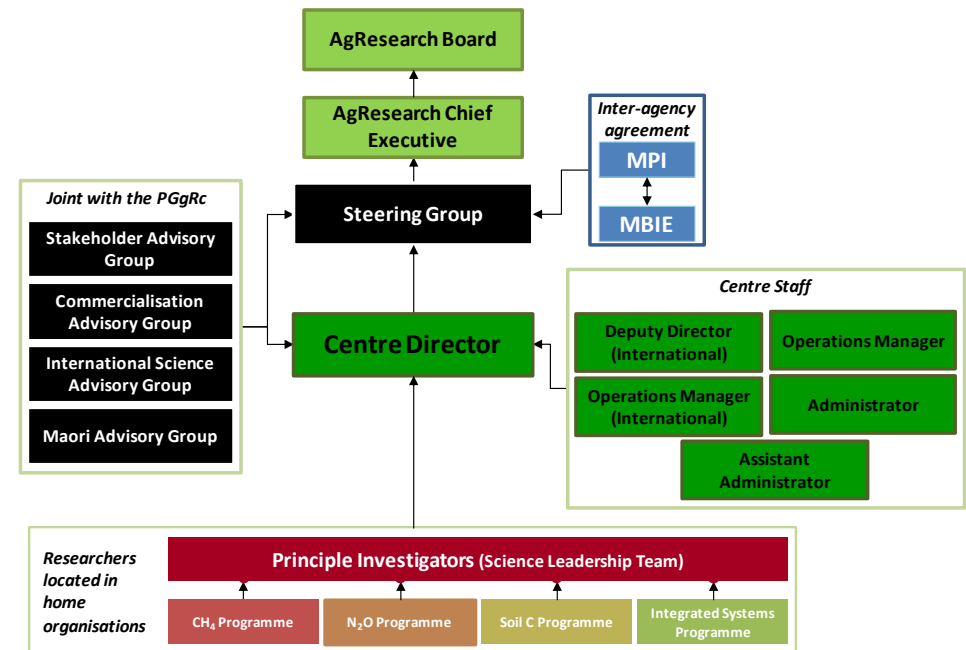 AgResearch Board
AgResearch Chief
Executive
Inter-agency
agreement
MPI
MBIE
Steering Group
Joint with the PGgRc
Stakeholder Advisory
Group
Commercialisation
Advisory Group
International Science
Advisory Group
Maori Advisory Group
Centre Director
Centre Staff
Deputy Director
(International)
Operations Manager
Operations Manager
(International)
Administrator
Assistant
Administrator
Researchers
located in
home
organisations
Principle Investigators (Science Leadership Team)
CH₄ Programme
N₂O Programme
Soil C Programme
Integrated Systems
Programme